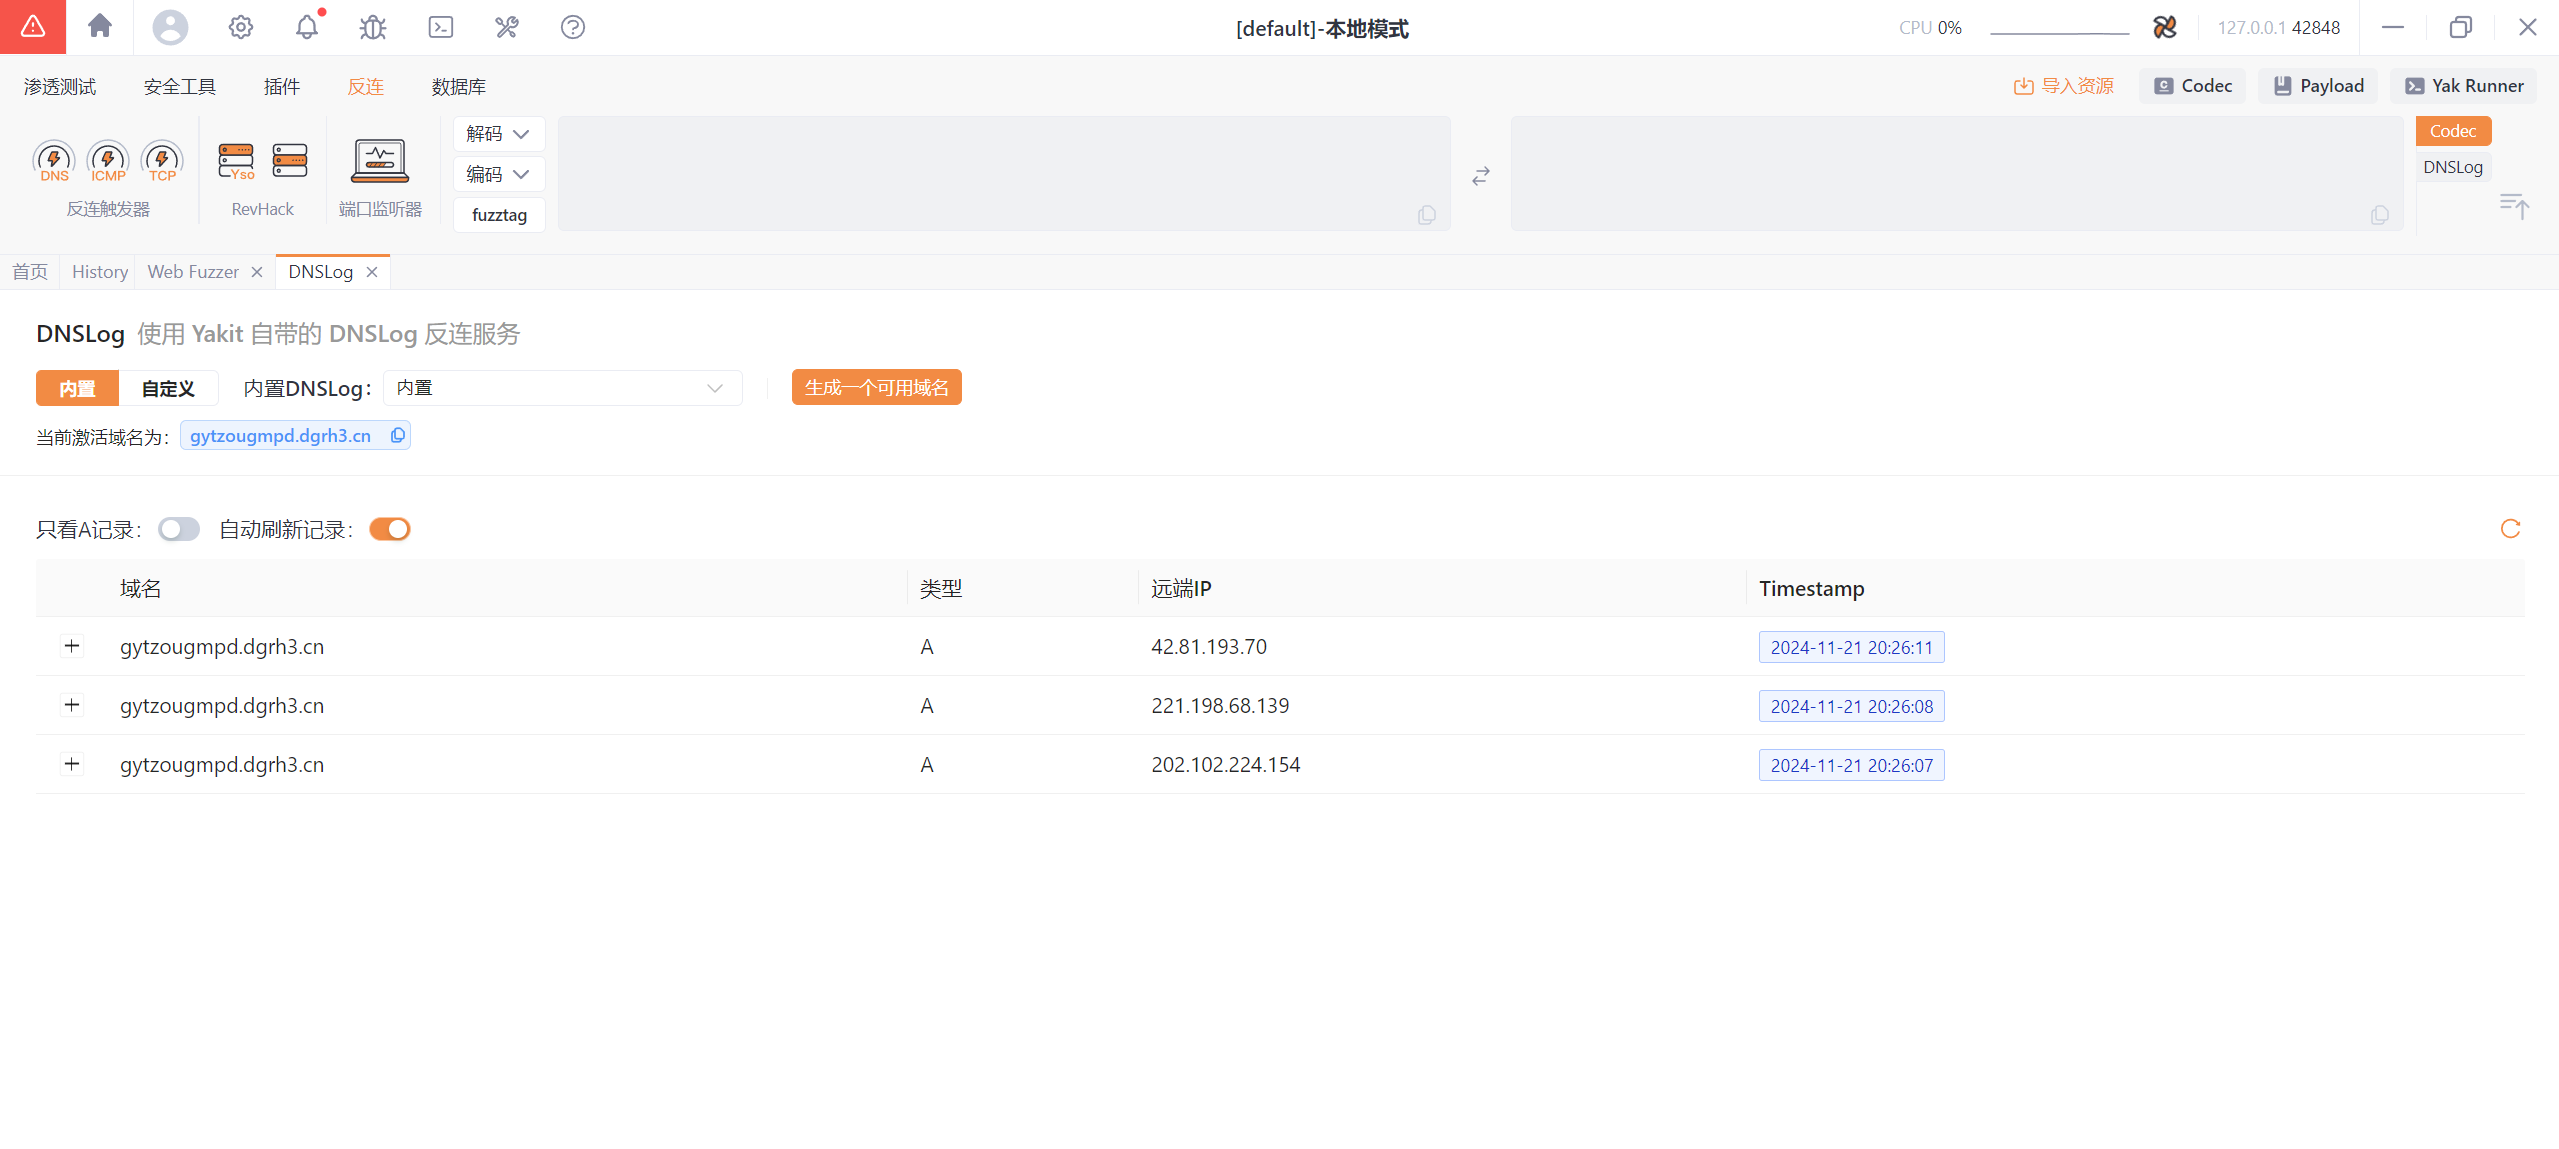 [default]-本地模式
CPU 0%
127.0.0.1 42848
渗透测试 安全工具 插件 反连 数据库
导入资源 Codec Payload Yak Runner
DNS ICMP TCP
反连触发器
Yso
RevHack
端口监听器
解码
编码
fuzztag
Codec
DNSLog
首页 History Web Fuzzer DNSLog
DNSLog 使用 Yakit 自带的 DNSLog 反连服务
内置 自定义 内置DNSLog: 内置 生成一个可用域名
当前激活域名为: gytzougmpd.dgrh3.cn
只看A记录: 自动刷新记录:
域名 类型 远端IP Timestamp
gytzougmpd.dgrh3.cn A 42.81.193.70 2024-11-21 20:26:11
gytzougmpd.dgrh3.cn A 221.198.68.139 2024-11-21 20:26:08
gytzougmpd.dgrh3.cn A 202.102.224.154 2024-11-21 20:26:07